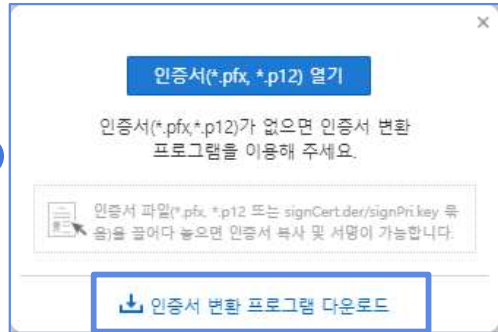 인증서(*.pfx, *.p12) 열기
인증서(*.pfx,*.p12)가 없으면 인증서 변환
프로그램을 이용해 주세요.
인증서 파일(*.pfx, *.p12 또는 signCert.der/signPri.key 묶
음)을 끌어다 놓으면 인증서 복사 및 서명이 가능합니다.
인증서 변환 프로그램 다운로드